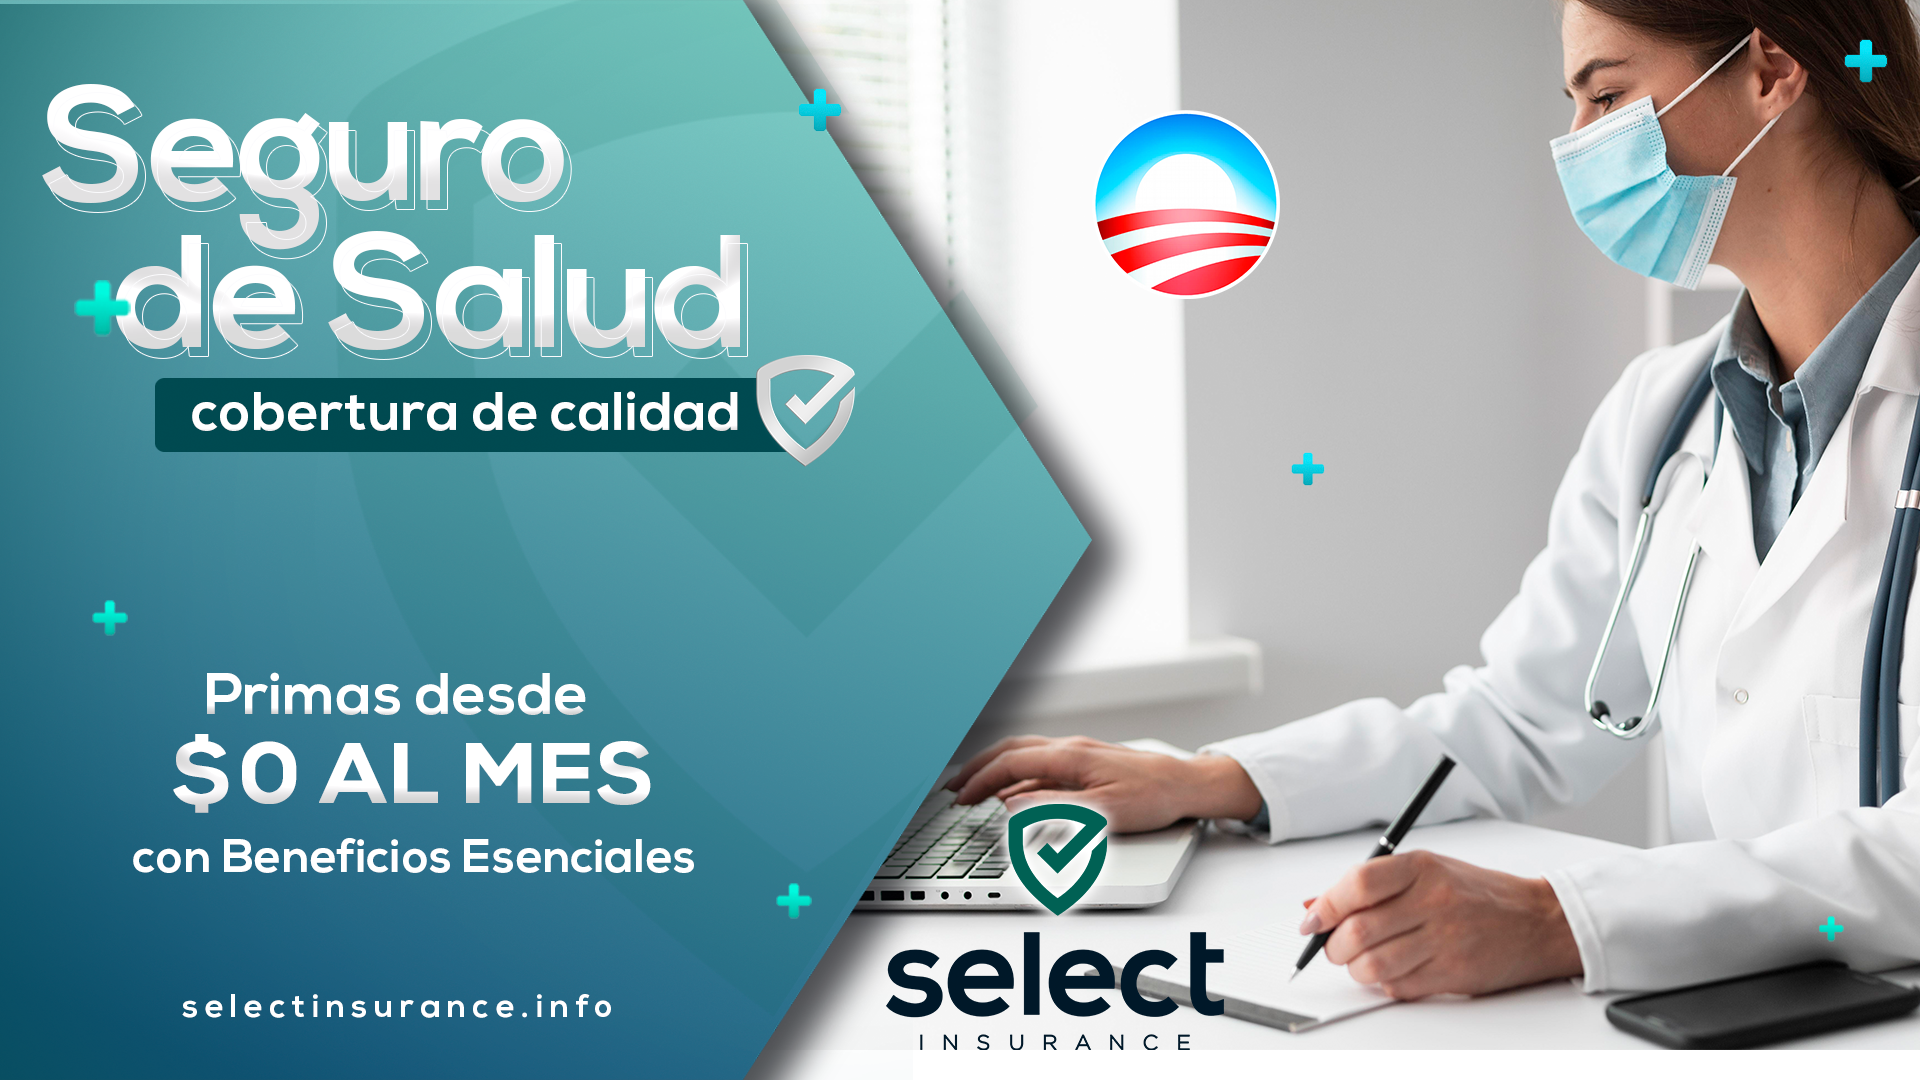 Seguro
de Salud
cobertura de calidad
Primas desde
$0 AL MES
con Beneficios Esenciales
selectinsurance.info
select
INSURANCE